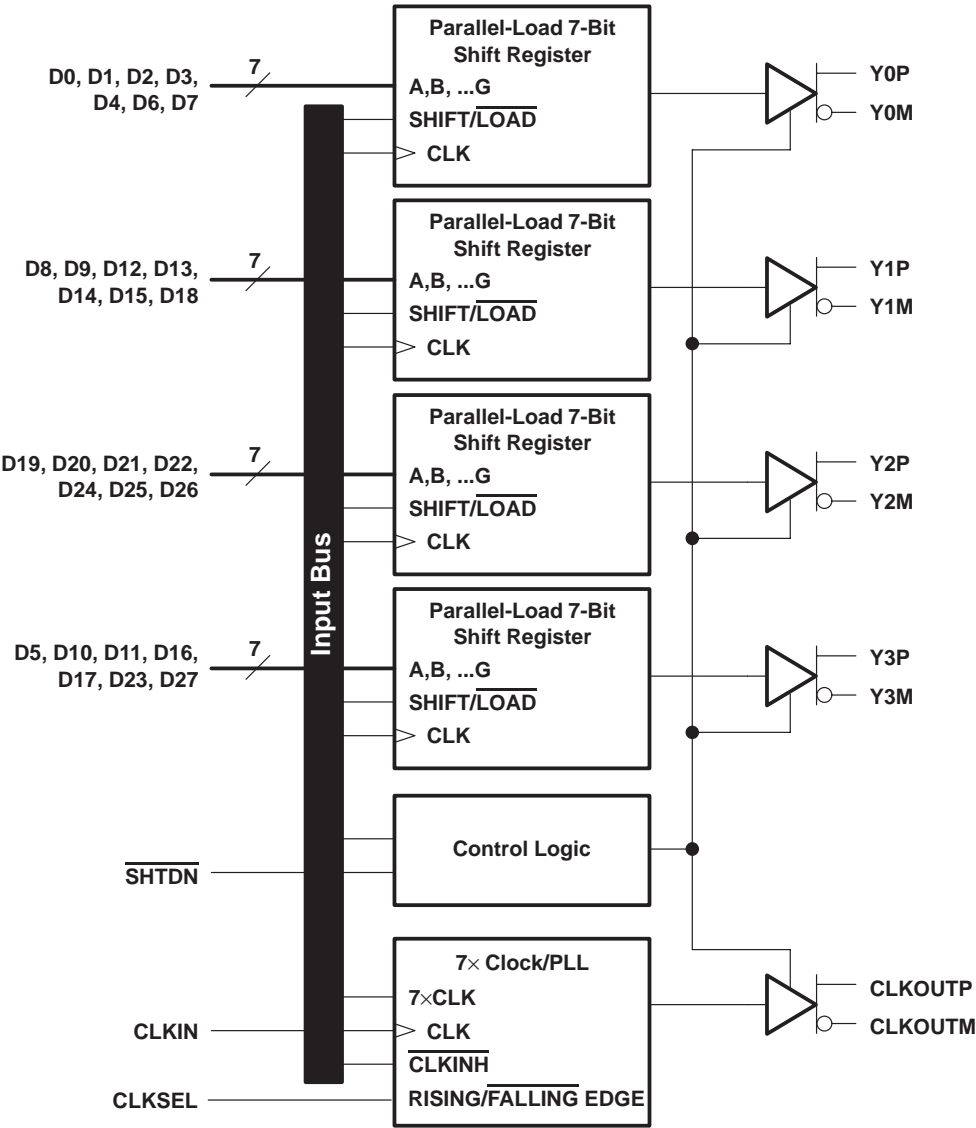 Parallel-Load 7-Bit
Shift Register
D0, D1, D2, D3,
D4, D6, D7
7
A,B, ...G
SHIFT/LOAD
CLK
Y0P
Y0M
Parallel-Load 7-Bit
Shift Register
D8, D9, D12, D13,
D14, D15, D18
7
A,B, ...G
SHIFT/LOAD
CLK
Y1P
Y1M
Parallel-Load 7-Bit
Shift Register
D19, D20, D21, D22,
D24, D25, D26
7
A,B, ...G
SHIFT/LOAD
CLK
Y2P
Y2M
Input Bus
Parallel-Load 7-Bit
Shift Register
D5, D10, D11, D16,
D17, D23, D27
7
A,B, ...G
SHIFT/LOAD
CLK
Y3P
Y3M
Control Logic
SHTDN
7× Clock/PLL
7×CLK
CLKIN
CLK
CLKINH
CLKSEL
RISING/FALLING EDGE
CLKOUTP
CLKOUTM